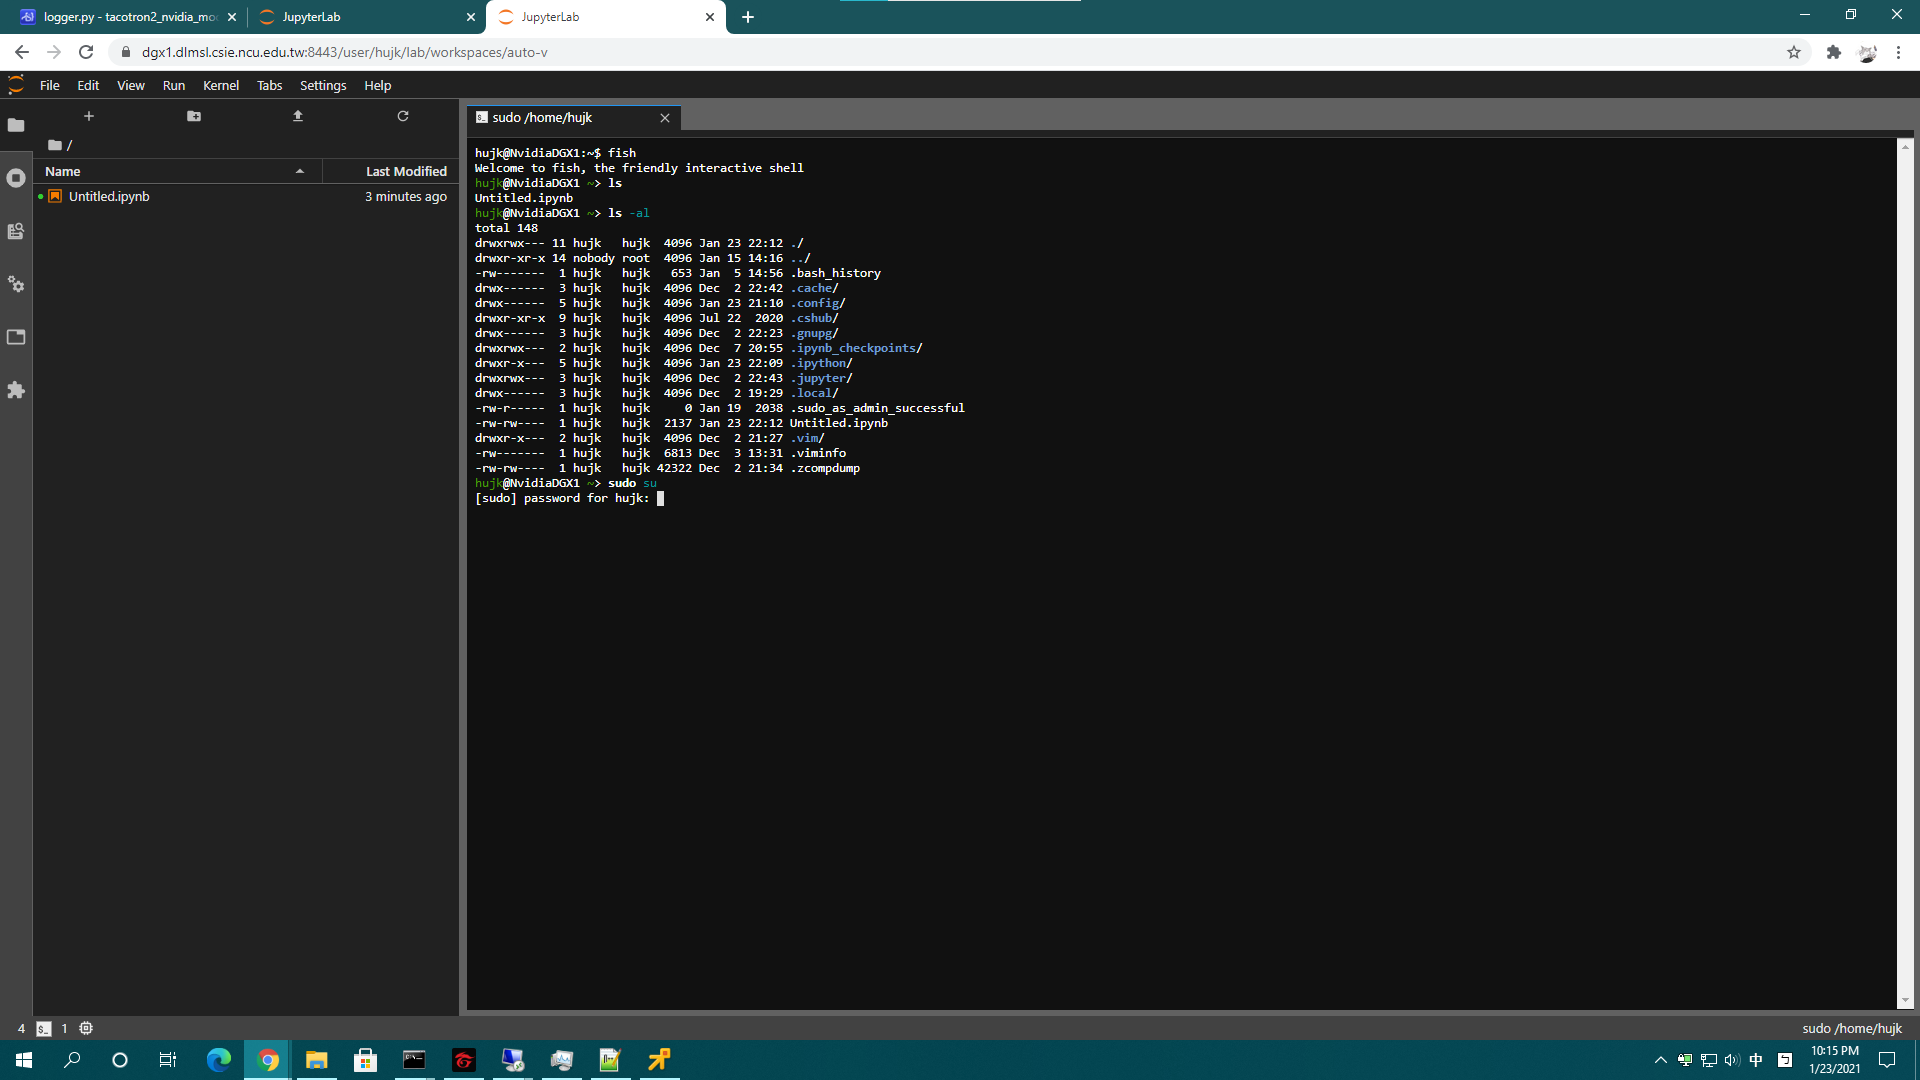 logger.py - tacotron2_nvidia_mo
JupyterLab
JupyterLab
dgx1.dlmsl.csie.ncu.edu.tw:8443/user/hujk/lab/workspaces/auto-v
File Edit View Run Kernel Tabs Settings Help
/
Name Last Modified
Untitled.ipynb 3 minutes ago
sudo /home/hujk
hujk@NvidiaDGX1:~$ fish
Welcome to fish, the friendly interactive shell
hujk@NvidiaDGX1 ~> ls
Untitled.ipynb
hujk@NvidiaDGX1 ~> ls -al
total 148
drwxrwx--- 11 hujk   hujk  4096 Jan 23 22:12 ./
drwxr-xr-x 14 nobody root  4096 Jan 15 14:16 ../
-rw-------  1 hujk   hujk   653 Jan  5 14:56 .bash_history
drwx------  3 hujk   hujk  4096 Dec  2 22:42 .cache/
drwx------  5 hujk   hujk  4096 Jan 23 21:10 .config/
drwxr-xr-x  9 hujk   hujk  4096 Jul 22  2020 .cshub/
drwx------  3 hujk   hujk  4096 Dec  2 22:23 .gnupg/
drwxrwx---  2 hujk   hujk  4096 Dec  7 20:55 .ipynb_checkpoints/
drwxr-x---  5 hujk   hujk  4096 Jan 23 22:09 .ipython/
drwxrwx---  3 hujk   hujk  4096 Dec  2 22:43 .jupyter/
drwx------  3 hujk   hujk  4096 Dec  2 19:29 .local/
-rw-r-----  1 hujk   hujk     0 Jan 19  2038 .sudo_as_admin_successful
-rw-rw----  1 hujk   hujk  2137 Jan 23 22:12 Untitled.ipynb
drwxr-x---  2 hujk   hujk  4096 Dec  2 21:27 .vim/
-rw-------  1 hujk   hujk  6813 Dec  3 13:31 .viminfo
-rw-rw----  1 hujk   hujk 42322 Dec  2 21:34 .zcompdump
hujk@NvidiaDGX1 ~> sudo su
[sudo] password for hujk:
4 1
sudo /home/hujk
中 ㄅ
10:15 PM
1/23/2021